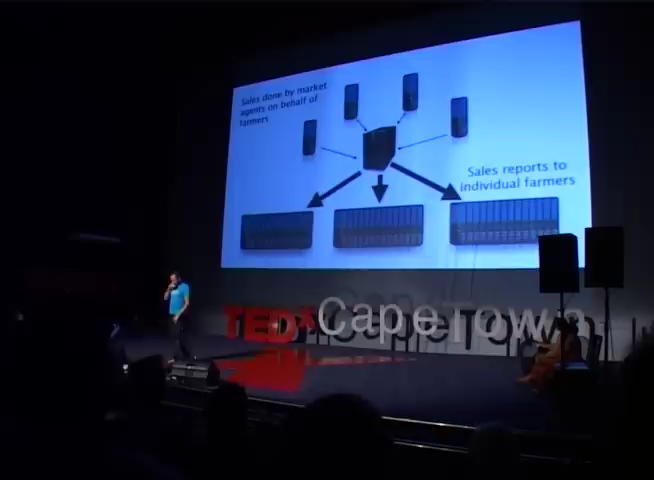 Sales done by market
agents on behalf of
farmers
Sales reports to
individual farmers
TEDxCapeTown